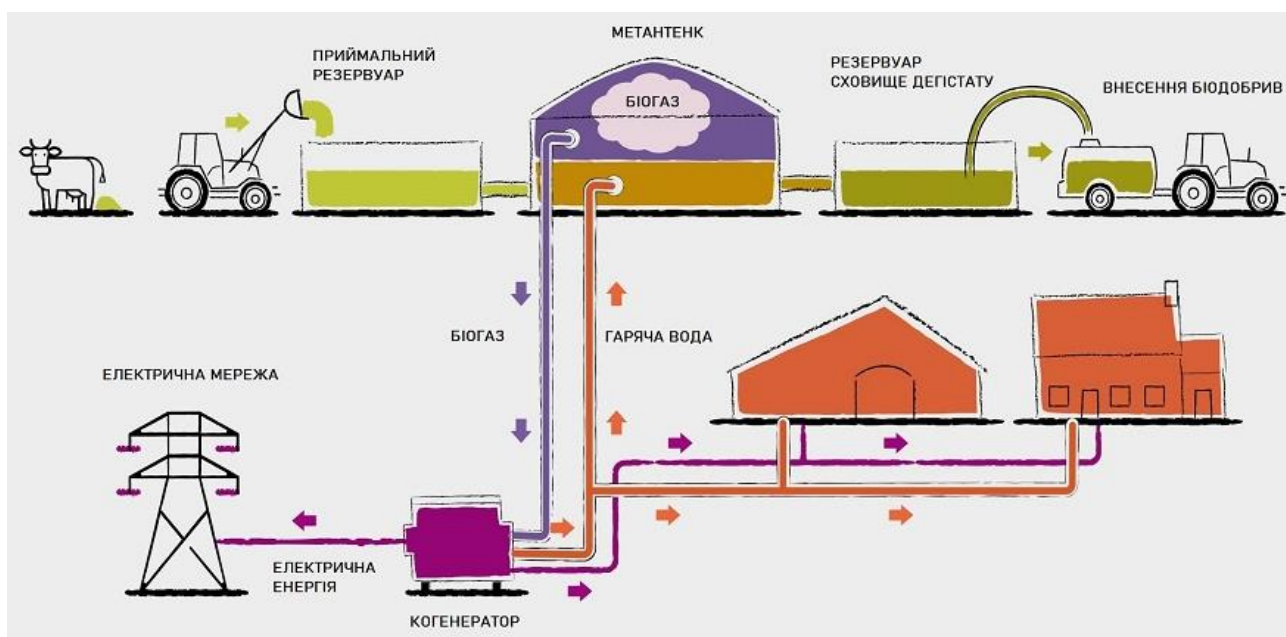 МЕТАНТЕНК
ПРИЙМАЛЬНИЙ
РЕЗЕРВУАР
РЕЗЕРВУАР
СХОВИЩЕ ДЕГІСТАТУ
ВНЕСЕННЯ БІОДОБРИВ
БІОГАЗ
БІОГАЗ
ГАРЯЧА ВОДА
ЕЛЕКТРИЧНА МЕРЕЖА
ЕЛЕКТРИЧНА
ЕНЕРГІЯ
КОГЕНЕРАТОР